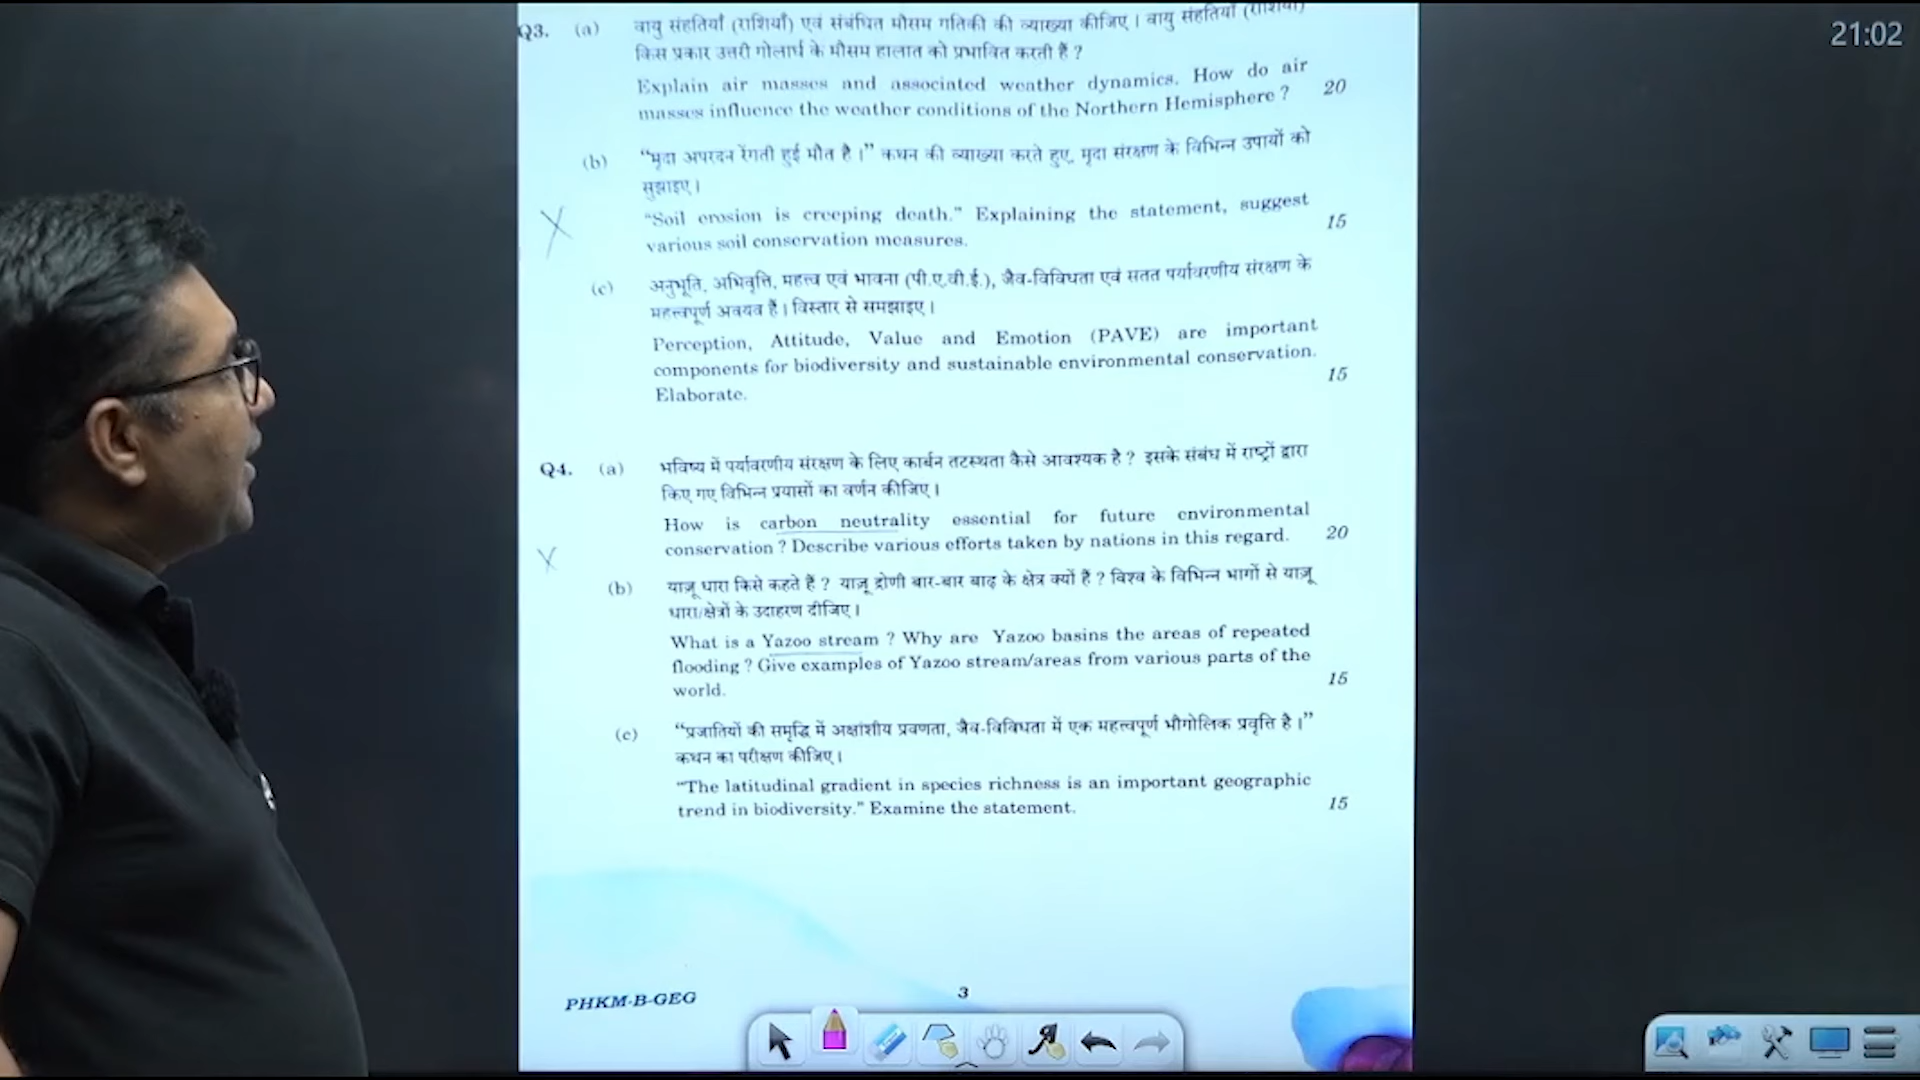 21:02
Q3. (a) वायु संहतियाँ (राशियाँ) एवं संबंधित मौसम गतिकी की व्याख्या कीजिए । वायु संहतियाँ (राशियाँ)
किस प्रकार उत्तरी गोलार्ध के मौसम हालात को प्रभावित करती हैं ?
Explain air masses and associated weather dynamics. How do air
masses influence the weather conditions of the Northern Hemisphere ? 20
(b) “मृदा अपरदन रेंगती हुई मौत है ।” कथन की व्याख्या करते हुए, मृदा संरक्षण के विभिन्न उपायों को
सुझाइए ।
“Soil erosion is creeping death.” Explaining the statement, suggest
various soil conservation measures. 15
(c) अनुभूति, अभिवृत्ति, महत्त्व एवं भावना (पी.ए.वी.ई.), जैव-विविधता एवं सतत पर्यावरणीय संरक्षण के
महत्त्वपूर्ण अवयव हैं । विस्तार से समझाइए ।
Perception, Attitude, Value and Emotion (PAVE) are important
components for biodiversity and sustainable environmental conservation.
Elaborate. 15
Q4. (a) भविष्य में पर्यावरणीय संरक्षण के लिए कार्बन तटस्थता कैसे आवश्यक है ? इसके संबंध में राष्ट्रों द्वारा
किए गए विभिन्न प्रयासों का वर्णन कीजिए ।
How is carbon neutrality essential for future environmental
conservation ? Describe various efforts taken by nations in this regard. 20
(b) याज़ू धारा किसे कहते हैं ? याज़ू द्रोणी बार-बार बाढ़ के क्षेत्र क्यों हैं ? विश्व के विभिन्न भागों से याज़ू
धारा/क्षेत्रों के उदाहरण दीजिए ।
What is a Yazoo stream ? Why are Yazoo basins the areas of repeated
flooding ? Give examples of Yazoo stream/areas from various parts of the
world. 15
(c) “प्रजातियों की समृद्धि में अक्षांशीय प्रवणता, जैव-विविधता में एक महत्त्वपूर्ण भौगोलिक प्रवृत्ति है ।”
कथन का परीक्षण कीजिए ।
“The latitudinal gradient in species richness is an important geographic
trend in biodiversity.” Examine the statement. 15
PHKM-B-GEG 3